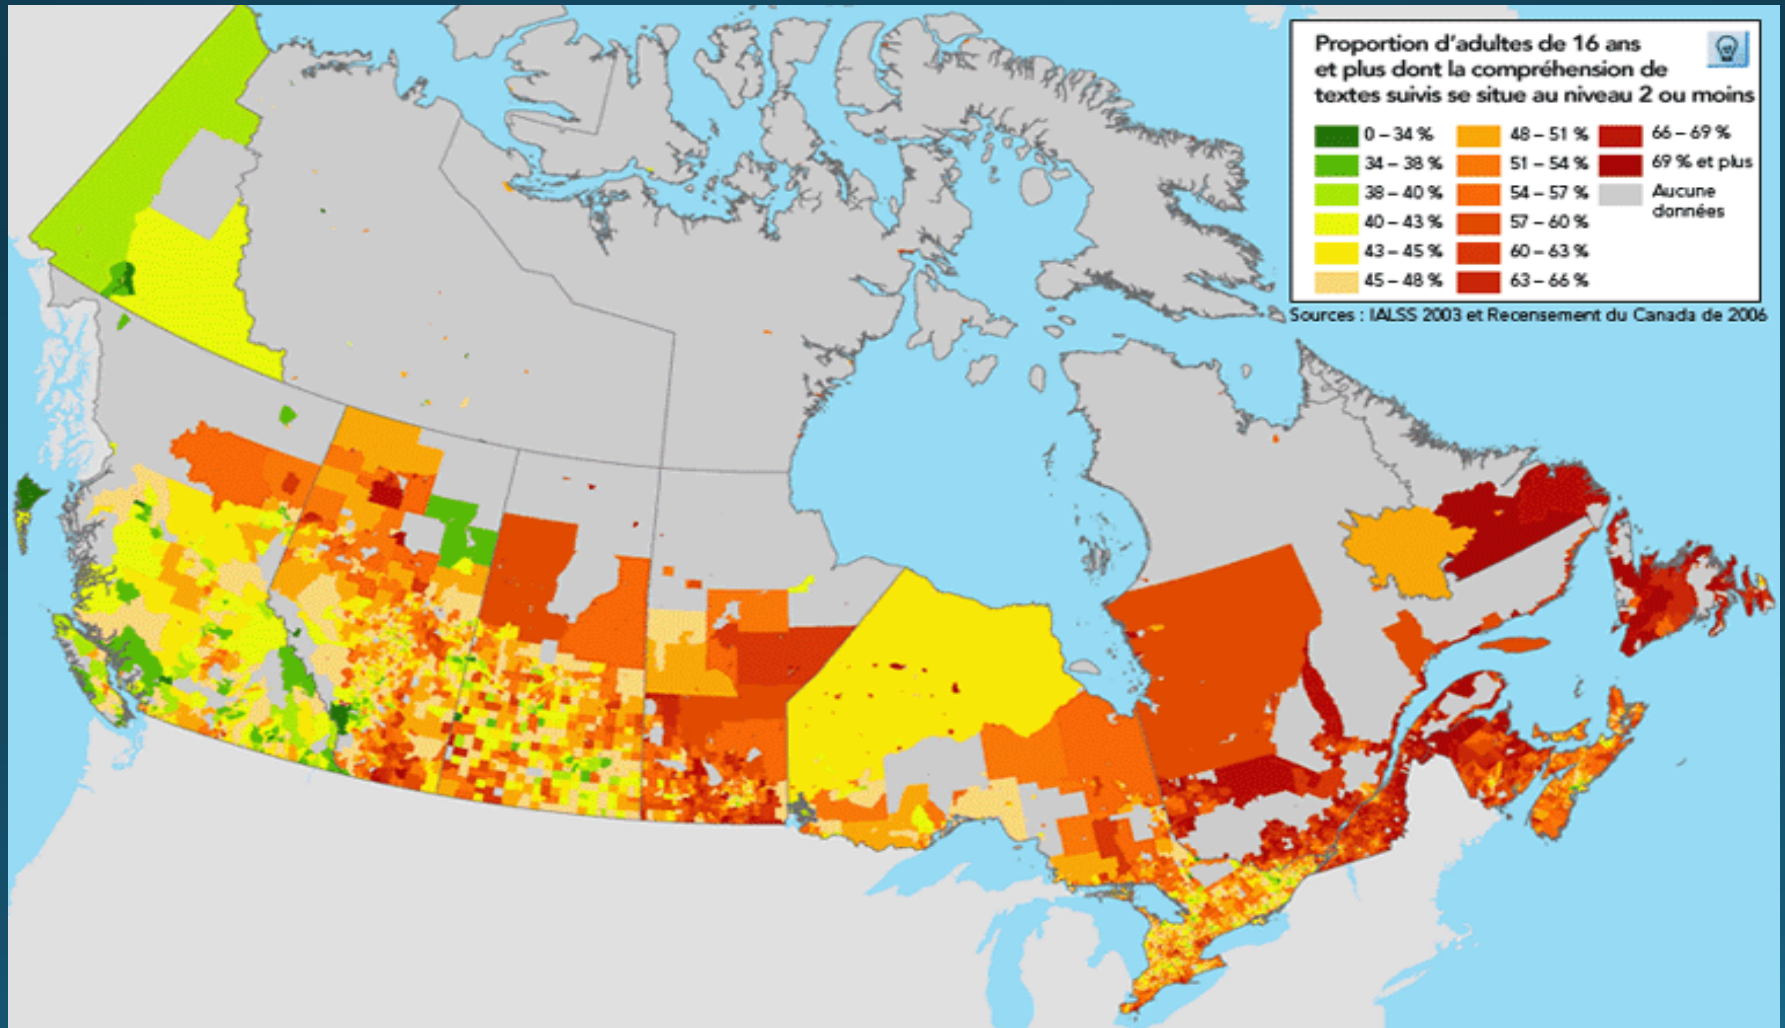 Proportion d'adultes de 16 ans
et plus dont la compréhension de
textes suivis se situe au niveau 2 ou moins
0 – 34 %
34 – 38 %
38 – 40 %
40 – 43 %
43 – 45 %
45 – 48 %
48 – 51 %
51 – 54 %
54 – 57 %
57 – 60 %
60 – 63 %
63 – 66 %
66 – 69 %
69 % et plus
Aucune
données
Sources : IALSS 2003 et Recensement du Canada de 2006